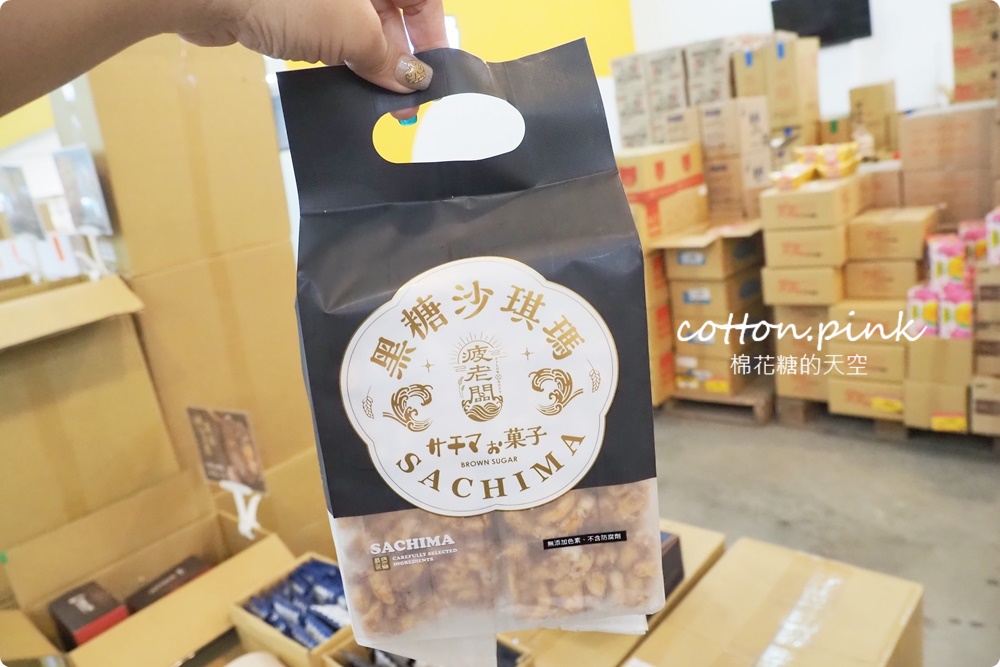 黑糖沙琪瑪
疲老闆
サキマお菓子
BROWN SUGAR
SACHIMA
SACHIMA
CAREFULLY SELECTED
INGREDIENTS
無添加色素、不含防腐劑
cotton.pink
棉花糖的天空